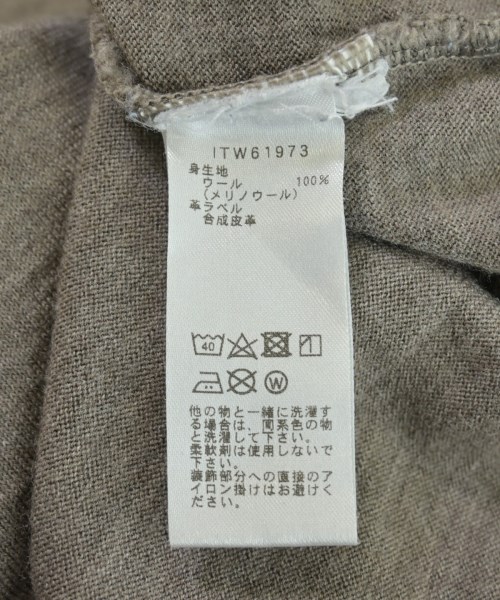 ITW61973
身生地
ウール 100%
(メリノウール)
革ラベル
合成皮革
40
W
他の物と一緒に洗濯す
る場合は、同系色の物
と洗濯して下さい。
柔軟剤は使用しないで
下さい。
装飾部分への直接のア
イロン掛けはお避けく
ださい。